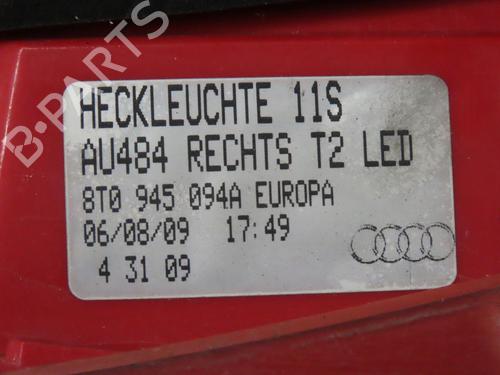 B-PARTS
HECKLEUCHTE 11S
AU484 RECHTS T2 LED
8T0 945 094A EUROPA
06/08/09 17:49
4 31 09